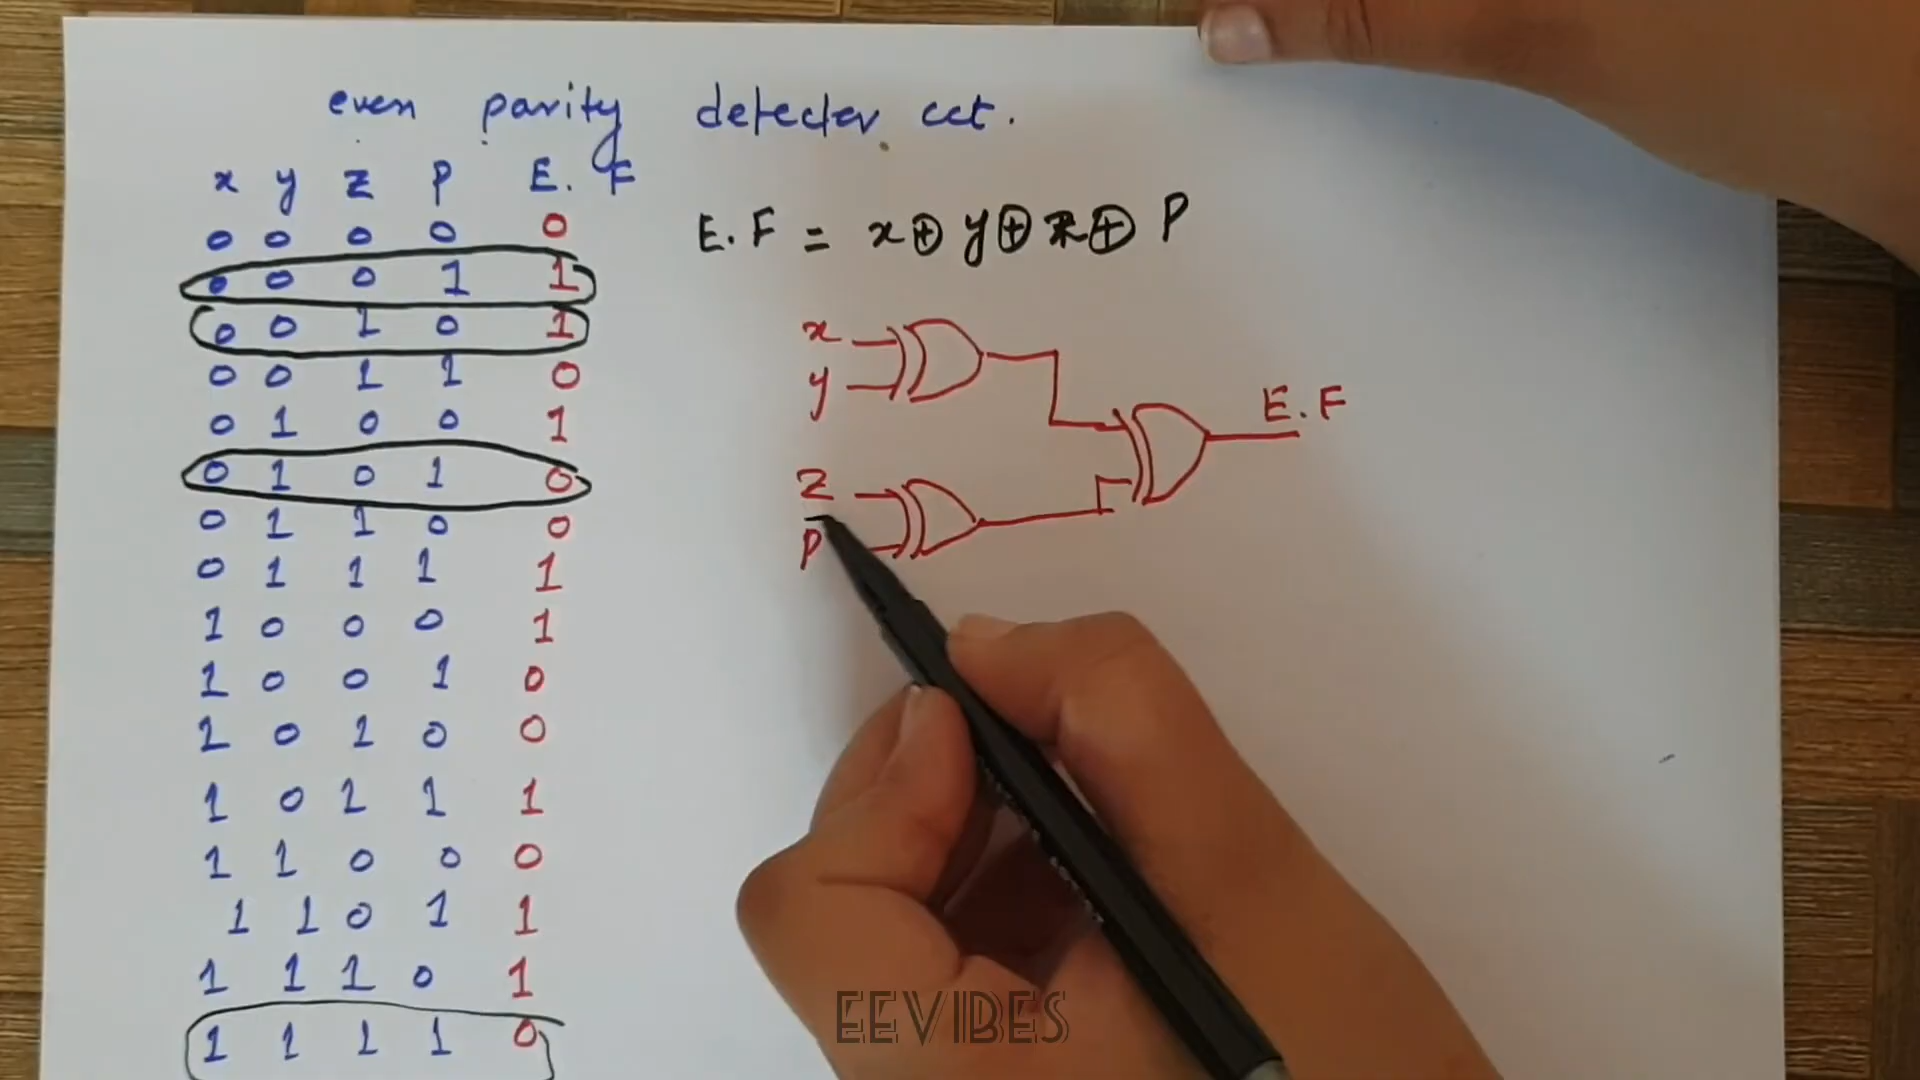 even parity detector cct.
x y z P E.F
0 0 0 0 0
0 0 0 1 1
0 0 1 0 1
0 0 1 1 0
0 1 0 0 1
0 1 0 1 0
0 1 1 0 0
0 1 1 1 1
1 0 0 0 1
1 0 0 1 0
1 0 1 0 0
1 0 1 1 1
1 1 0 0 0
1 1 0 1 1
1 1 1 0 1
1 1 1 1 0
E.F = x ⊕ y ⊕ z ⊕ P
x
y
E.F
Z
P
EEVIBES